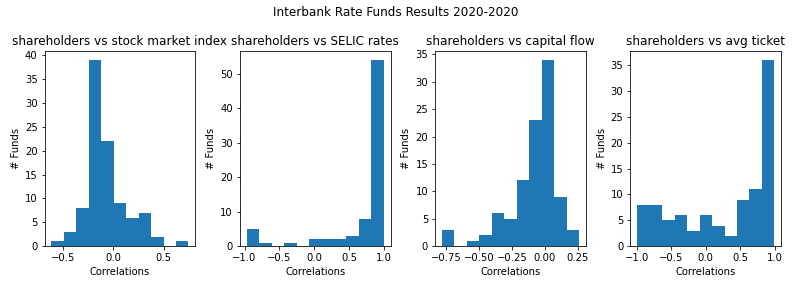 Interbank Rate Funds Results 2020-2020
shareholders vs stock market index
40
35
30
25
20
15
10
5
0
# Funds
−0.5 0.0 0.5
Correlations
shareholders vs SELIC rates
50
40
30
20
10
0
# Funds
−1.0 −0.5 0.0 0.5 1.0
Correlations
shareholders vs capital flow
35
30
25
20
15
10
5
0
# Funds
−0.75 −0.50 −0.25 0.00 0.25
Correlations
shareholders vs avg ticket
35
30
25
20
15
10
5
0
# Funds
−1.0 −0.5 0.0 0.5 1.0
Correlations